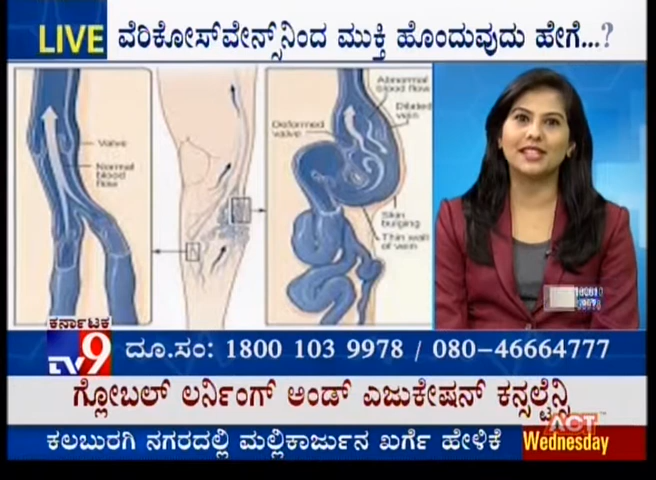 LIVE ವೆರಿಕೋಸ್‌ವೇನ್ಸ್‌ನಿಂದ ಮುಕ್ತಿ ಹೊಂದುವುದು ಹೇಗೆ...?
Valve
Normal
blood
flow
Abnormal
blood flow
Dilated
vein
Deformed
valve
Skin
bulging
Thin wall
of vein
ಕರ್ನಾಟಕ
tv9
ದೂ.ಸಂ: 1800 103 9978 / 080-46664777
ಗ್ಲೋಬಲ್ ಲರ್ನಿಂಗ್ ಅಂಡ್ ಎಜುಕೇಷನ್ ಕನ್ಸಲ್ಟೆನ್ಸಿ
ACT
ಕಲಬುರಗಿ ನಗರದಲ್ಲಿ ಮಲ್ಲಿಕಾರ್ಜುನ ಖರ್ಗೆ ಹೇಳಿಕೆ
Wednesday